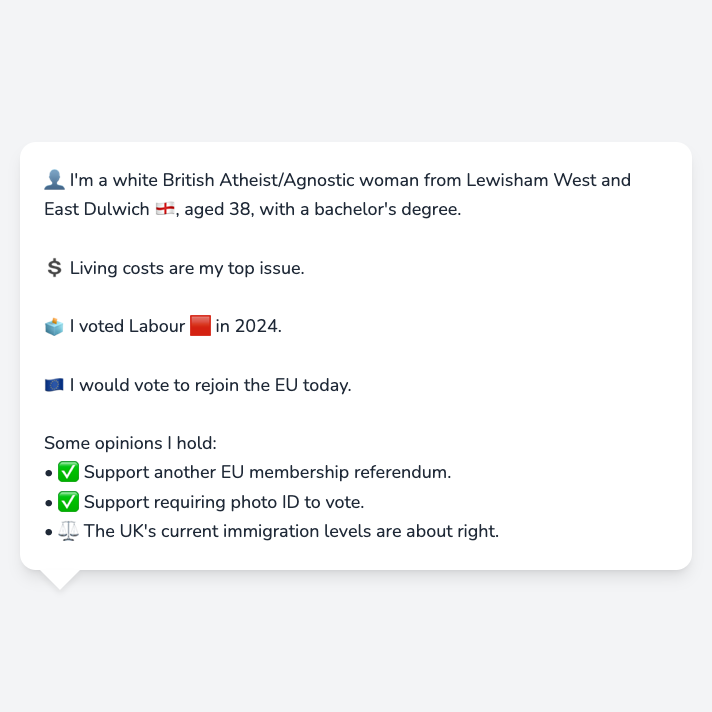 👤 I'm a white British Atheist/Agnostic woman from Lewisham West and
East Dulwich 🏴󠁧󠁢󠁥󠁮󠁧󠁿, aged 38, with a bachelor's degree.
💲 Living costs are my top issue.
🗳️ I voted Labour 🟥 in 2024.
🇪🇺 I would vote to rejoin the EU today.
Some opinions I hold:
• ✅ Support another EU membership referendum.
• ✅ Support requiring photo ID to vote.
• ⚖️ The UK's current immigration levels are about right.